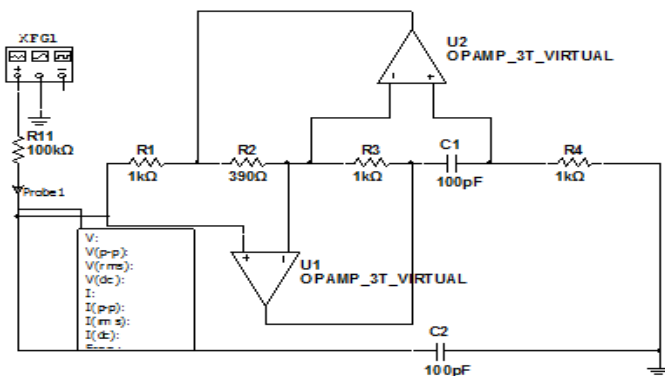 XFG1
U2
OPAMP_3T_VIRTUAL
R11
100kΩ
R1
1kΩ
R2
390Ω
R3
1kΩ
C1
100pF
R4
1kΩ
Probe1
V:
V(p-p):
V(rms):
V(dc):
I:
I(p-p):
I(rms):
I(dc):
U1
OPAMP_3T_VIRTUAL
C2
100pF